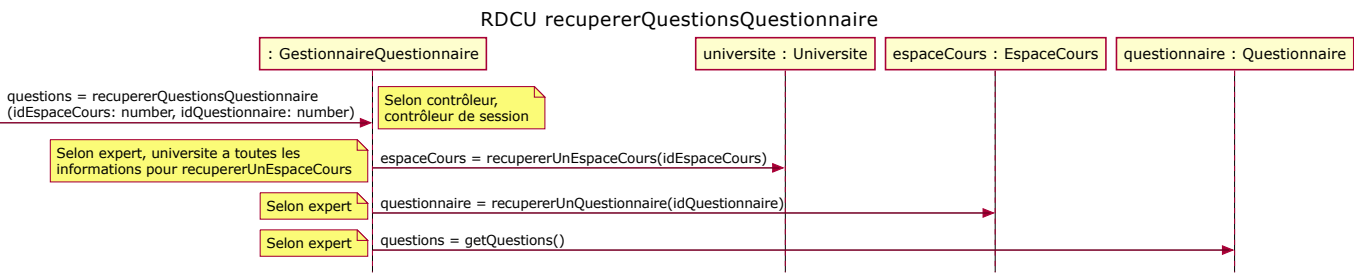 RDCU recupererQuestionsQuestionnaire
: GestionnaireQuestionnaire
universite : Universite
espaceCours : EspaceCours
questionnaire : Questionnaire
questions = recupererQuestionsQuestionnaire
(idEspaceCours: number, idQuestionnaire: number)
Selon contrôleur,
contrôleur de session
Selon expert, universite a toutes les
informations pour recupererUnEspaceCours
espaceCours = recupererUnEspaceCours(idEspaceCours)
Selon expert
questionnaire = recupererUnQuestionnaire(idQuestionnaire)
Selon expert
questions = getQuestions()